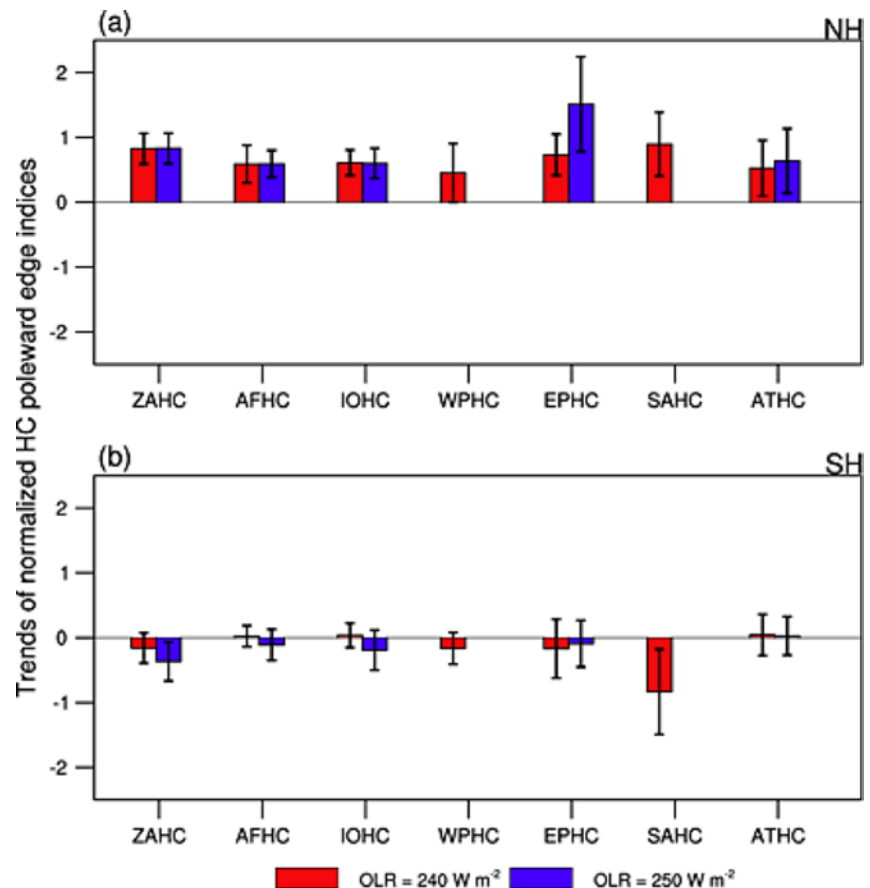 (a)
NH
2
1
0
-1
-2
ZAHC AFHC IOHC WPHC EPHC SAHC ATHC
Trends of normalized HC poleward edge indices
(b)
SH
2
1
0
-1
-2
ZAHC AFHC IOHC WPHC EPHC SAHC ATHC
OLR = 240 W m⁻² OLR = 250 W m⁻²